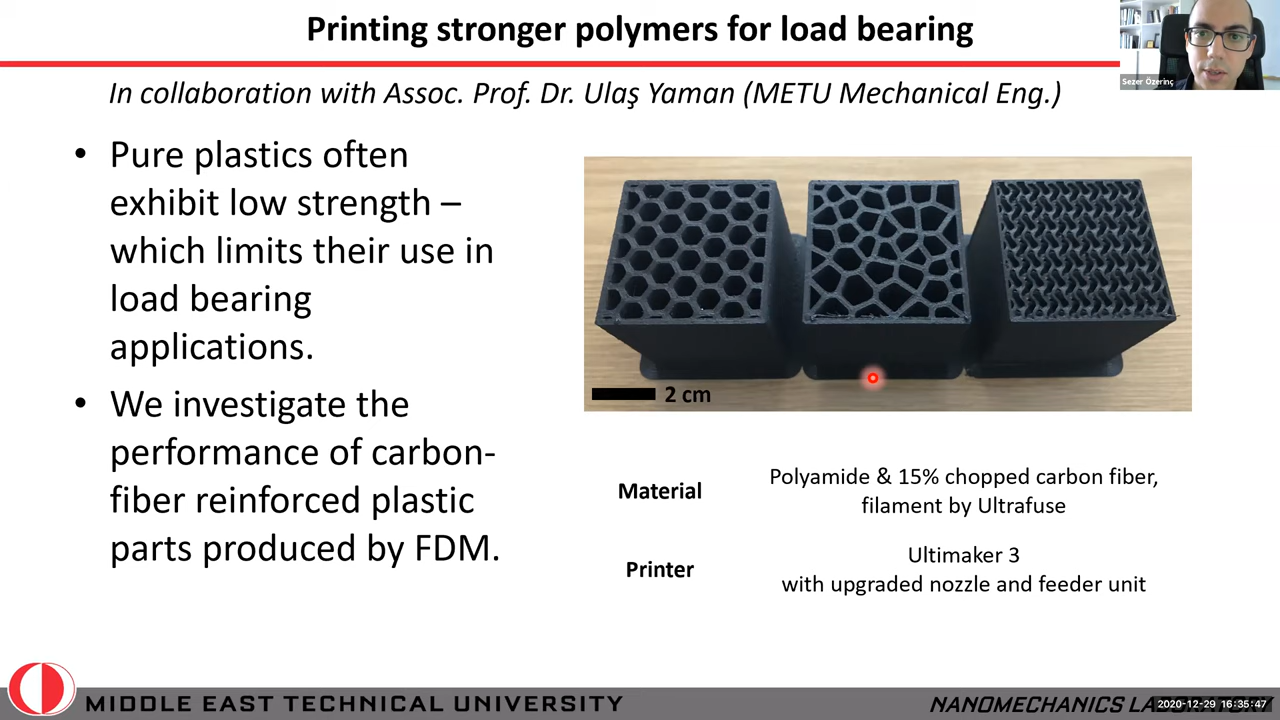 Printing stronger polymers for load bearing
Sezer Özerinç
In collaboration with Assoc. Prof. Dr. Ulaş Yaman (METU Mechanical Eng.)
• Pure plastics often
exhibit low strength –
which limits their use in
load bearing
applications.
• We investigate the
performance of carbon-
fiber reinforced plastic
parts produced by FDM.
2 cm
Material
Polyamide & 15% chopped carbon fiber,
filament by Ultrafuse
Printer
Ultimaker 3
with upgraded nozzle and feeder unit
MIDDLE EAST TECHNICAL UNIVERSITY
NANOMECHANICS
2020-12-29 16:35:47